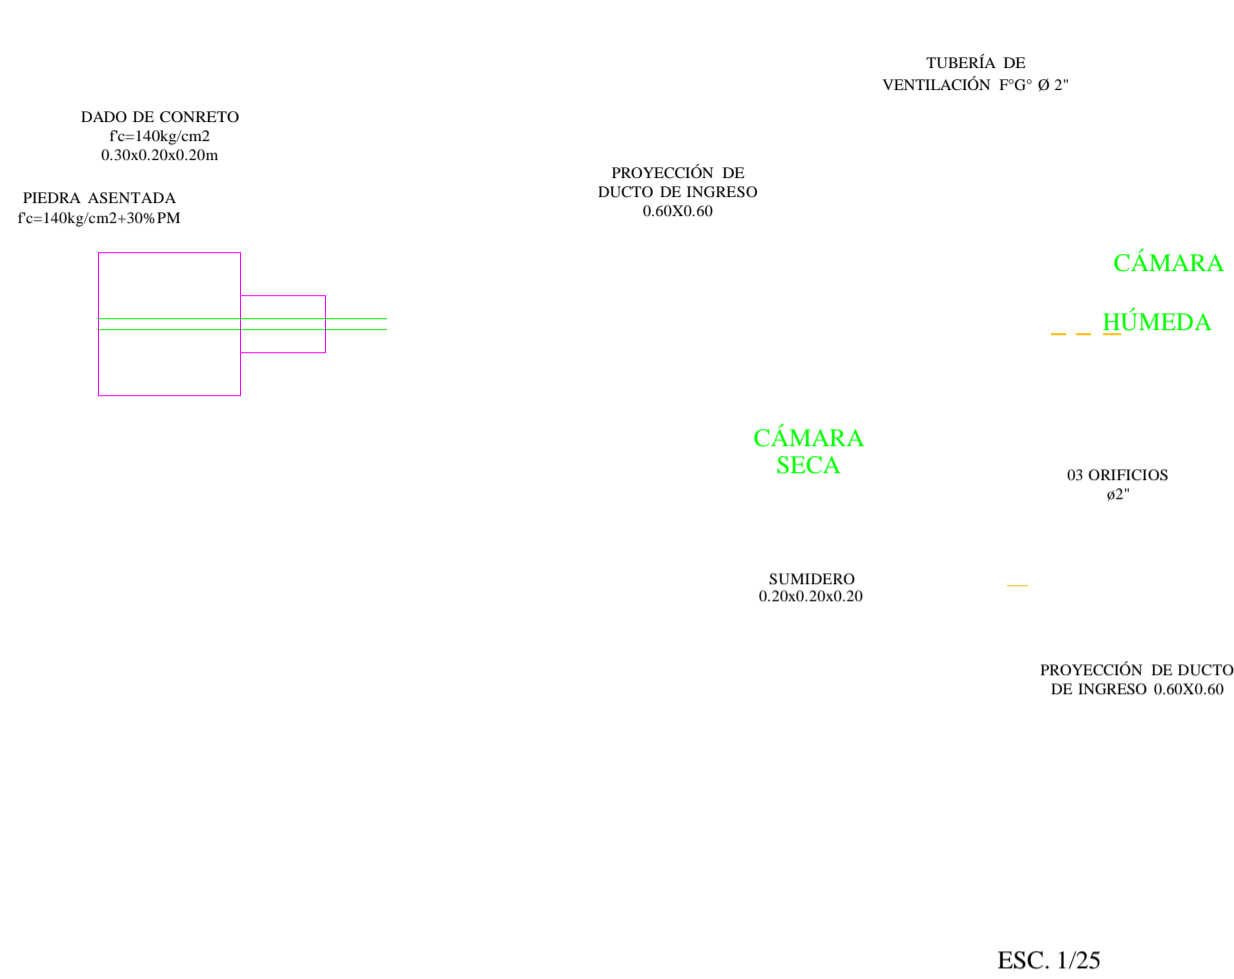 TUBERÍA DE
VENTILACIÓN F°G° Ø 2"
DADO DE CONRETO
f'c=140kg/cm2
0.30x0.20x0.20m
PIEDRA ASENTADA
f'c=140kg/cm2+30%PM
PROYECCIÓN DE
DUCTO DE INGRESO
0.60X0.60
CÁMARA
HÚMEDA
CÁMARA
SECA
03 ORIFICIOS
ø2"
SUMIDERO
0.20x0.20x0.20
PROYECCIÓN DE DUCTO
DE INGRESO 0.60X0.60
ESC. 1/25